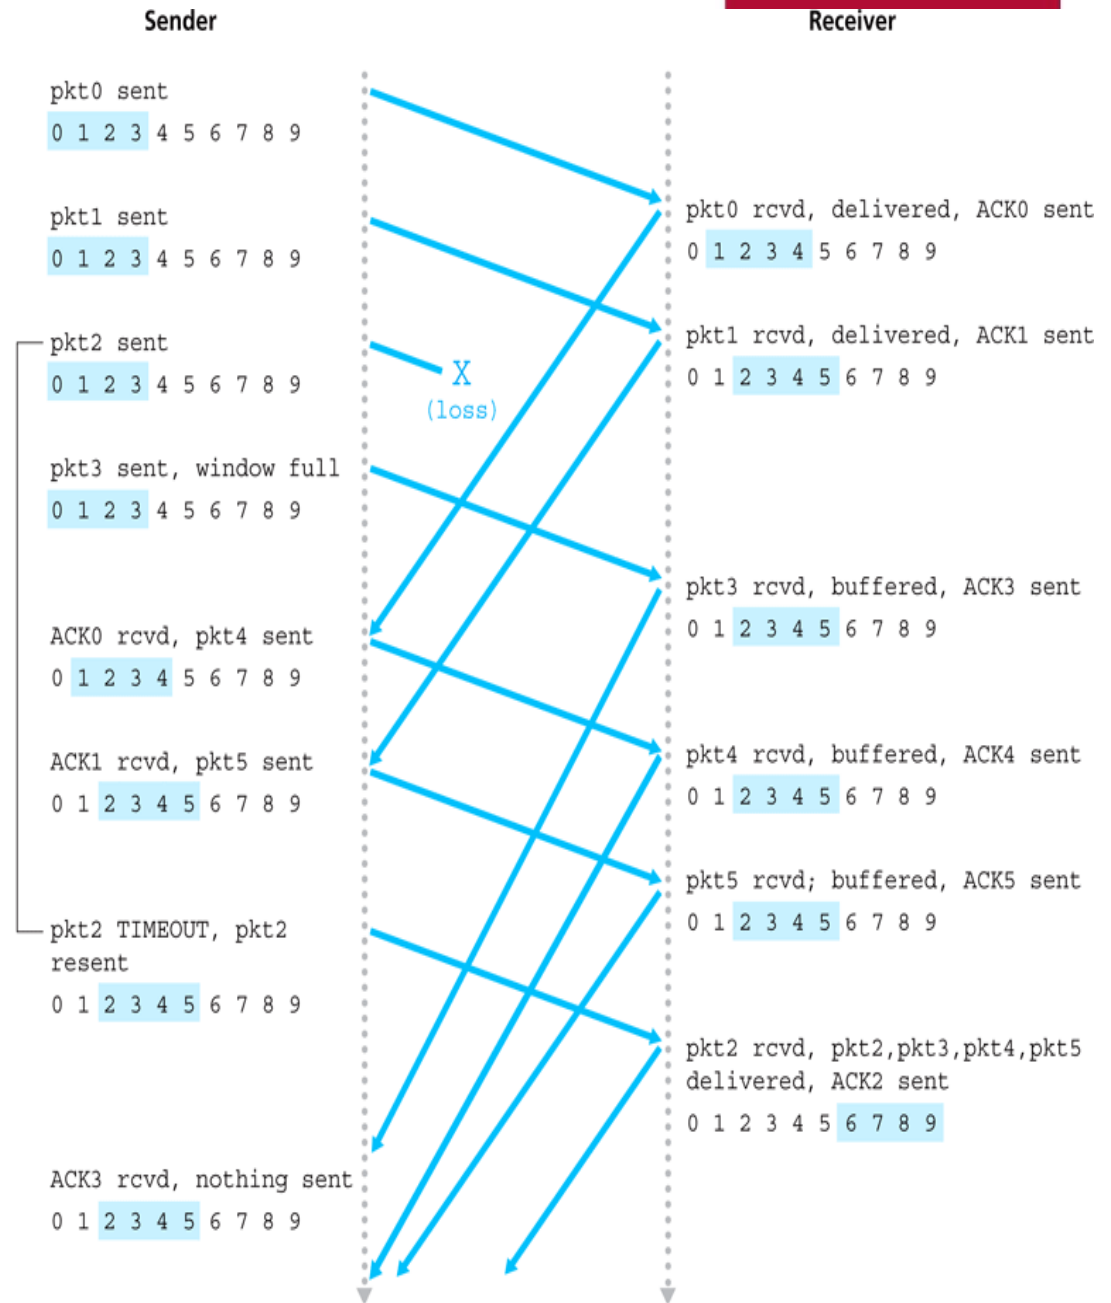 Sender
Receiver
pkt0 sent
0 1 2 3 4 5 6 7 8 9
pkt0 rcvd, delivered, ACK0 sent
0 1 2 3 4 5 6 7 8 9
pkt1 sent
0 1 2 3 4 5 6 7 8 9
pkt1 rcvd, delivered, ACK1 sent
0 1 2 3 4 5 6 7 8 9
pkt2 sent
0 1 2 3 4 5 6 7 8 9
X
(loss)
pkt3 sent, window full
0 1 2 3 4 5 6 7 8 9
pkt3 rcvd, buffered, ACK3 sent
0 1 2 3 4 5 6 7 8 9
ACK0 rcvd, pkt4 sent
0 1 2 3 4 5 6 7 8 9
pkt4 rcvd, buffered, ACK4 sent
0 1 2 3 4 5 6 7 8 9
ACK1 rcvd, pkt5 sent
0 1 2 3 4 5 6 7 8 9
pkt5 rcvd; buffered, ACK5 sent
0 1 2 3 4 5 6 7 8 9
pkt2 TIMEOUT, pkt2
resent
0 1 2 3 4 5 6 7 8 9
pkt2 rcvd, pkt2,pkt3,pkt4,pkt5
delivered, ACK2 sent
0 1 2 3 4 5 6 7 8 9
ACK3 rcvd, nothing sent
0 1 2 3 4 5 6 7 8 9